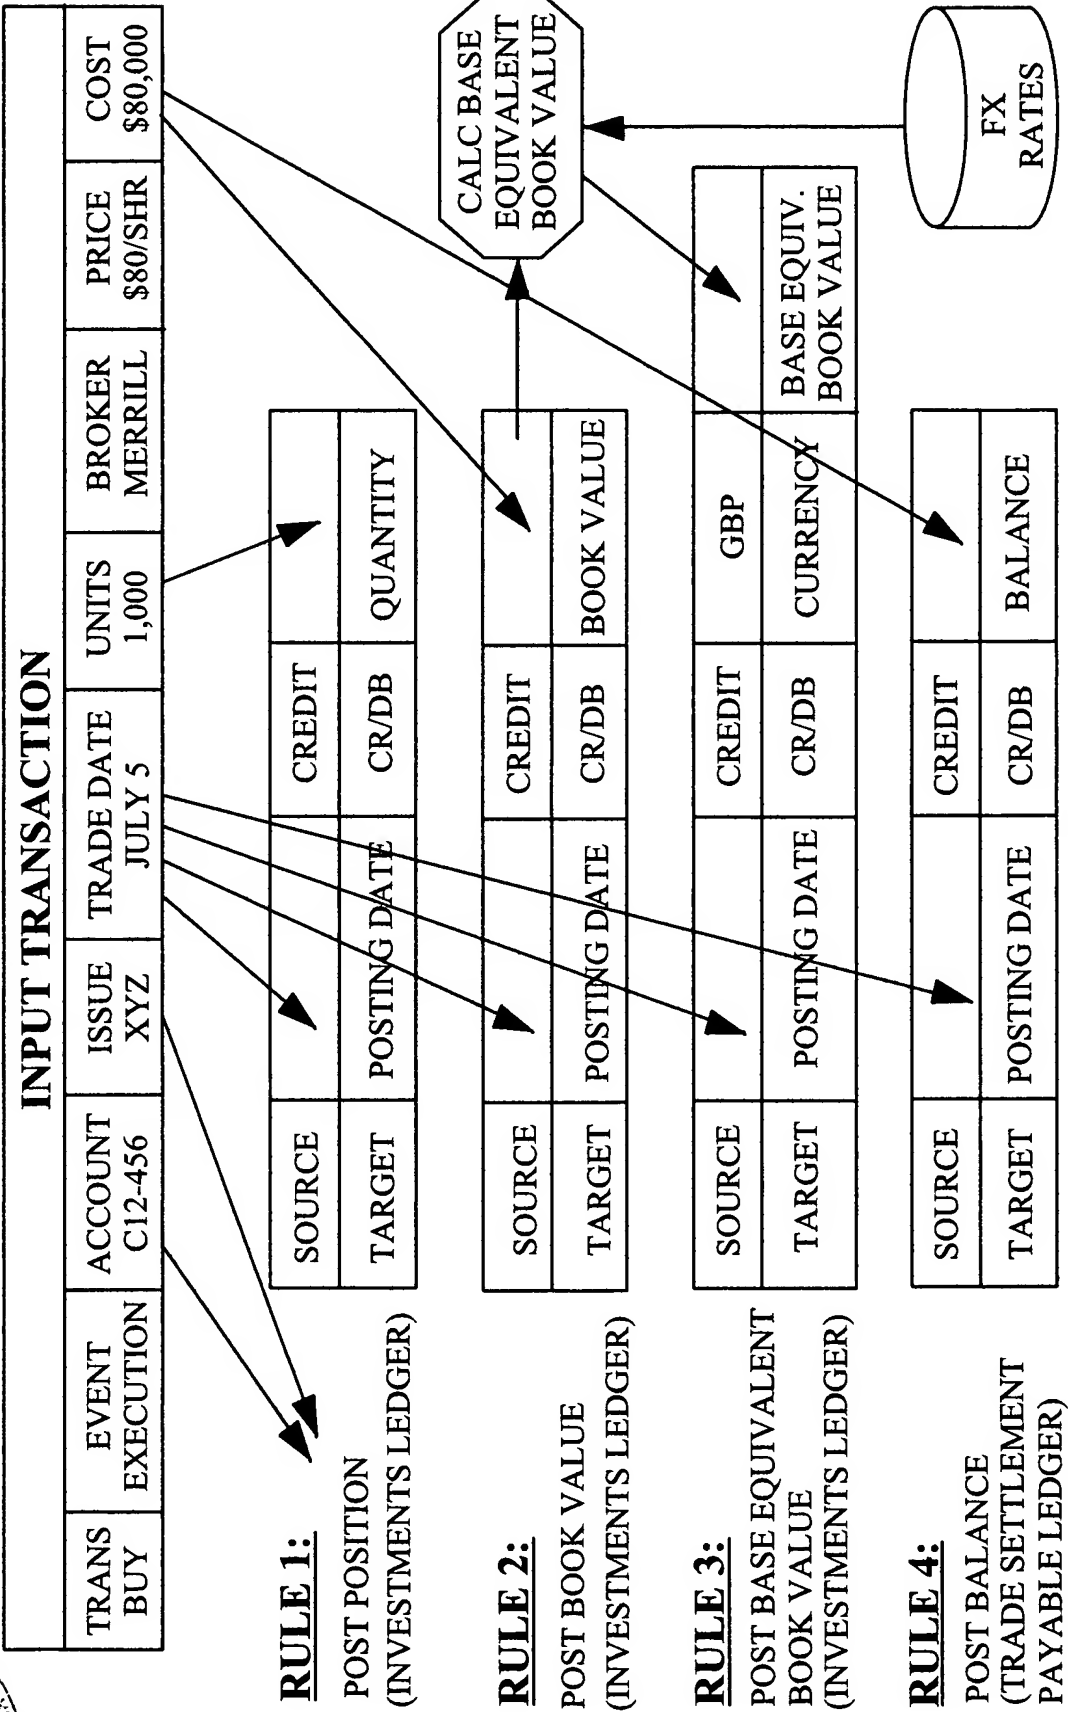 INPUT TRANSACTION
TRANS
BUY
EVENT
EXECUTION
ACCOUNT
C12-456
ISSUE
XYZ
TRADE DATE
JULY 5
UNITS
1,000
BROKER
MERRILL
PRICE
$80/SHR
COST
$80,000
RULE 1:
POST POSITION
(INVESTMENTS LEDGER)
SOURCE
CREDIT
TARGET
POSTING DATE
CR/DB
QUANTITY
RULE 2:
POST BOOK VALUE
(INVESTMENTS LEDGER)
SOURCE
CREDIT
TARGET
POSTING DATE
CR/DB
BOOK VALUE
CALC BASE
EQUIVALENT
BOOK VALUE
RULE 3:
POST BASE EQUIVALENT
BOOK VALUE
(INVESTMENTS LEDGER)
SOURCE
CREDIT
GBP
TARGET
POSTING DATE
CR/DB
CURRENCY
BASE EQUIV.
BOOK VALUE
RULE 4:
POST BALANCE
(TRADE SETTLEMENT
PAYABLE LEDGER)
SOURCE
CREDIT
TARGET
POSTING DATE
CR/DB
BALANCE
FX
RATES